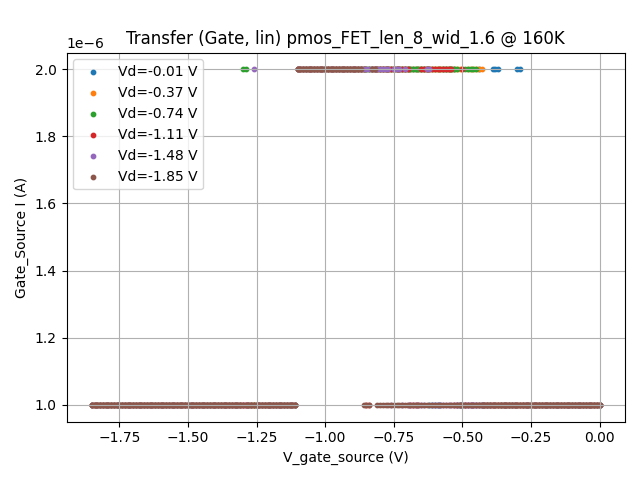 Transfer (Gate, lin) pmos_FET_len_8_wid_1.6 @ 160K
1e−6
2.0
1.8
1.6
1.4
1.2
1.0
Gate_Source I (A)
Vd=-0.01 V
Vd=-0.37 V
Vd=-0.74 V
Vd=-1.11 V
Vd=-1.48 V
Vd=-1.85 V
−1.75 −1.50 −1.25 −1.00 −0.75 −0.50 −0.25 0.00
V_gate_source (V)